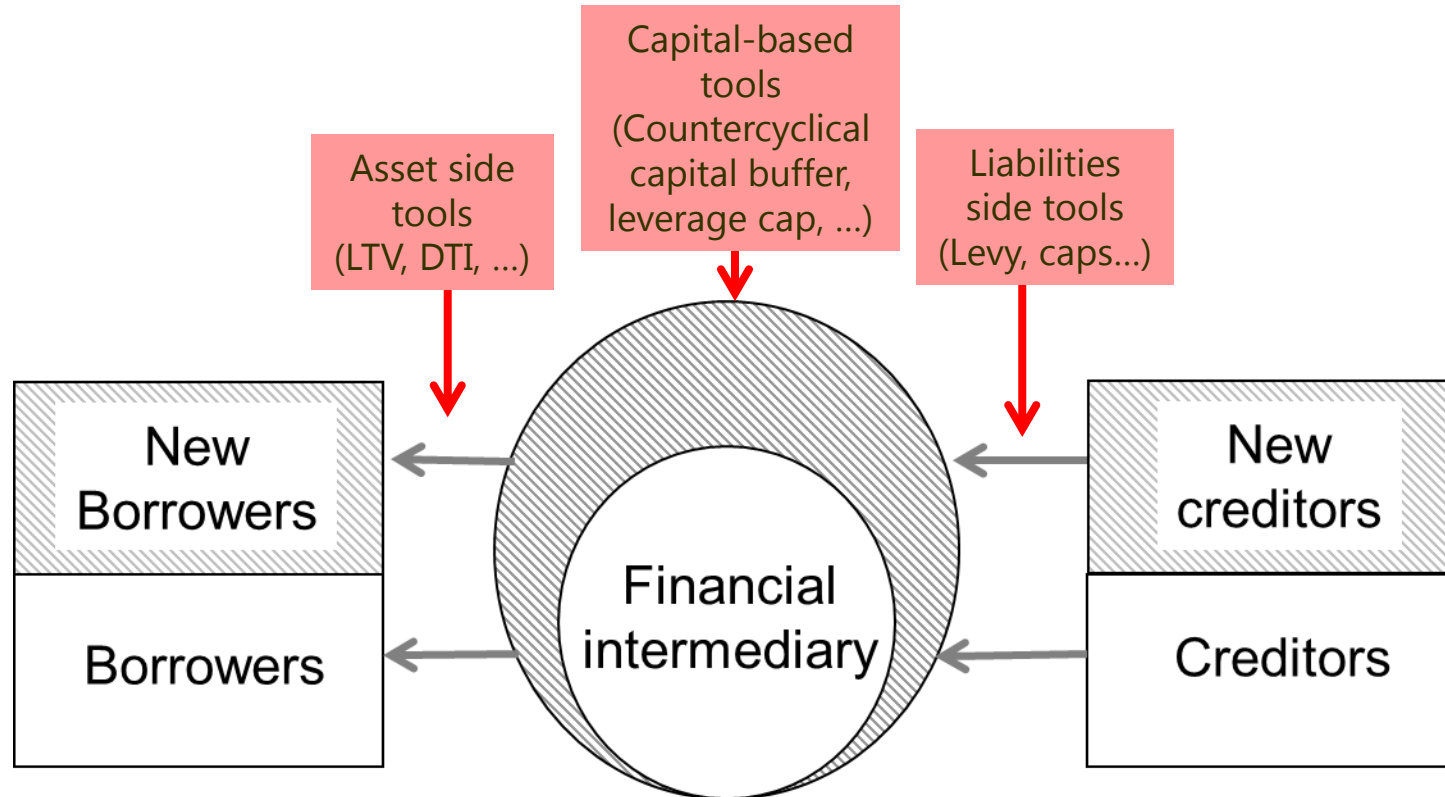 Capital-based
tools
(Countercyclical
capital buffer,
leverage cap, ...)
Asset side
tools
(LTV, DTI, ...)
Liabilities
side tools
(Levy, caps...)
New
Borrowers
Borrowers
Financial
intermediary
New
creditors
Creditors